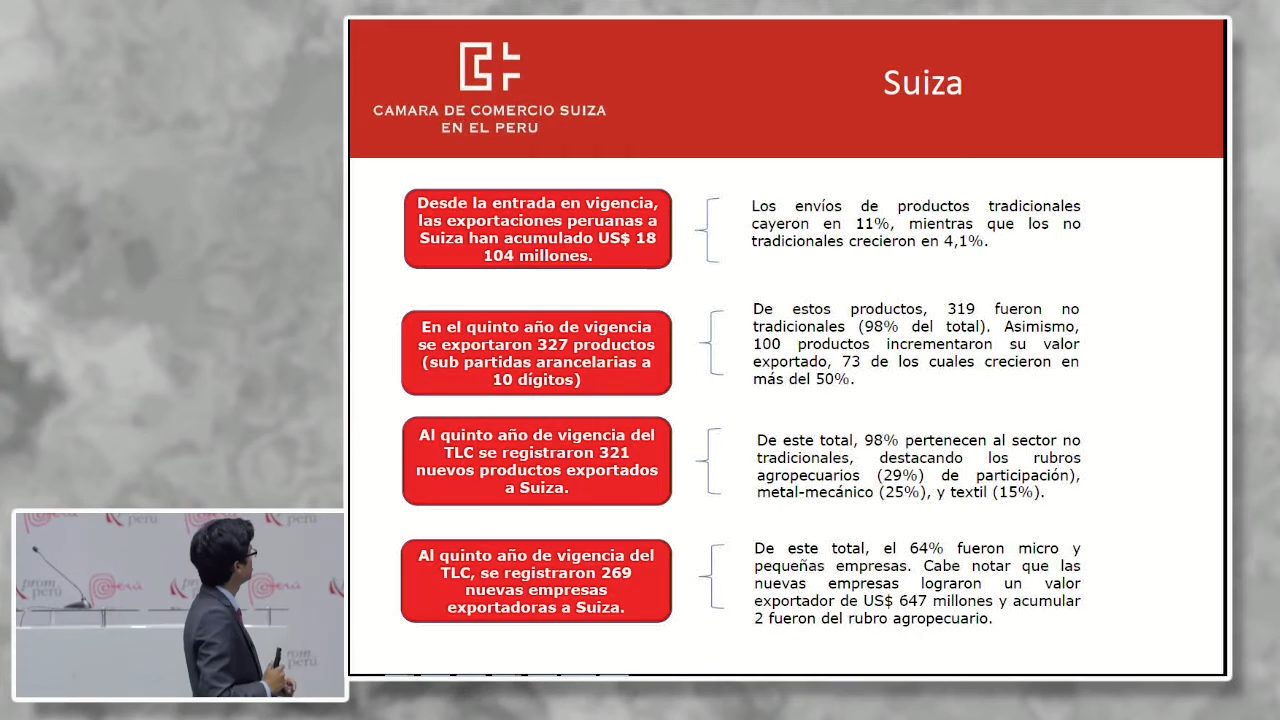 CAMARA DE COMERCIO SUIZA
EN EL PERU
Suiza
Desde la entrada en vigencia,
las exportaciones peruanas a
Suiza han acumulado US$ 18
104 millones.
Los envíos de productos tradicionales
cayeron en 11%, mientras que los no
tradicionales crecieron en 4,1%.
En el quinto año de vigencia
se exportaron 327 productos
(sub partidas arancelarias a
10 dígitos)
De estos productos, 319 fueron no
tradicionales (98% del total). Asimismo,
100 productos incrementaron su valor
exportado, 73 de los cuales crecieron en
más del 50%.
Al quinto año de vigencia del
TLC se registraron 321
nuevos productos exportados
a Suiza.
De este total, 98% pertenecen al sector no
tradicionales, destacando los rubros
agropecuarios (29%) de participación),
metal-mecánico (25%), y textil (15%).
Al quinto año de vigencia del
TLC, se registraron 269
nuevas empresas
exportadoras a Suiza.
De este total, el 64% fueron micro y
pequeñas empresas. Cabe notar que las
nuevas empresas lograron un valor
exportador de US$ 647 millones y acumular
2 fueron del rubro agropecuario.
prom
perú
perú